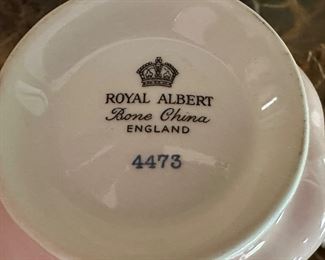 ROYAL ALBERT
Bone China
ENGLAND
4473